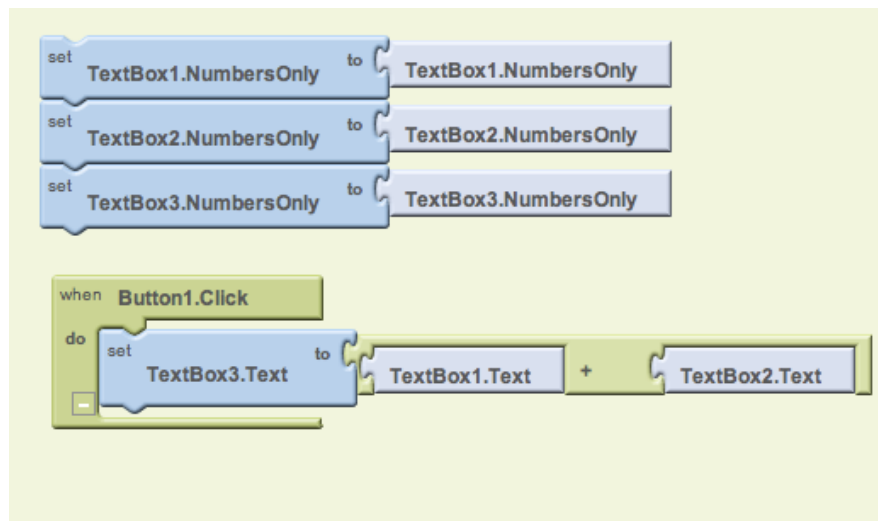 set TextBox1.NumbersOnly to TextBox1.NumbersOnly
set TextBox2.NumbersOnly to TextBox2.NumbersOnly
set TextBox3.NumbersOnly to TextBox3.NumbersOnly
when Button1.Click
do set TextBox3.Text to TextBox1.Text + TextBox2.Text
-